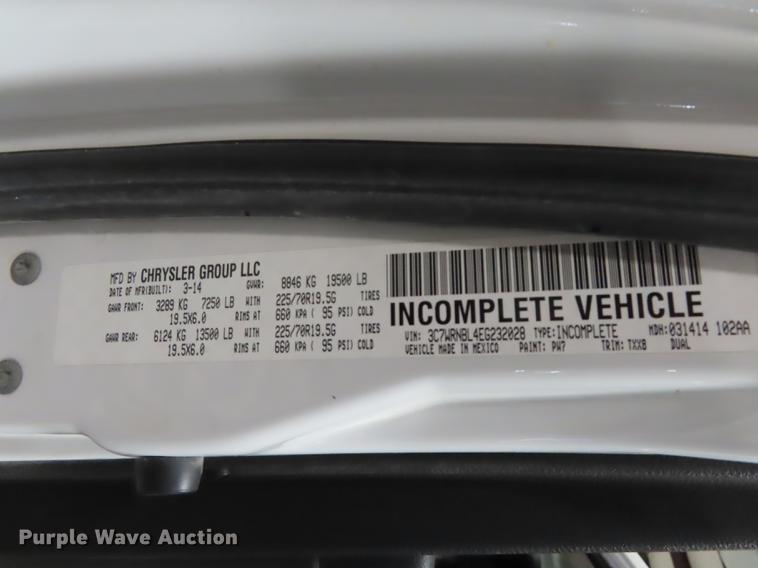 MFD BY CHRYSLER GROUP LLC
DATE OF MFR(BUILT): 3-14 GVWR: 8846 KG 19500 LB
GAWR FRONT: 3289 KG 7250 LB WITH 225/70R19.5G TIRES
19.5X6.0 RIMS AT 660 KPA ( 95 PSI) COLD
GAWR REAR: 6124 KG 13500 LB WITH 225/70R19.5G TIRES
19.5X6.0 RIMS AT 660 KPA ( 95 PSI) COLD
INCOMPLETE VEHICLE
VIN: 3C7WRNBL4EG232028 TYPE: INCOMPLETE MDH: 031414 102AA
VEHICLE MADE IN MEXICO PAINT: PW7 TRIM: TXX8 DUAL
Purple Wave Auction